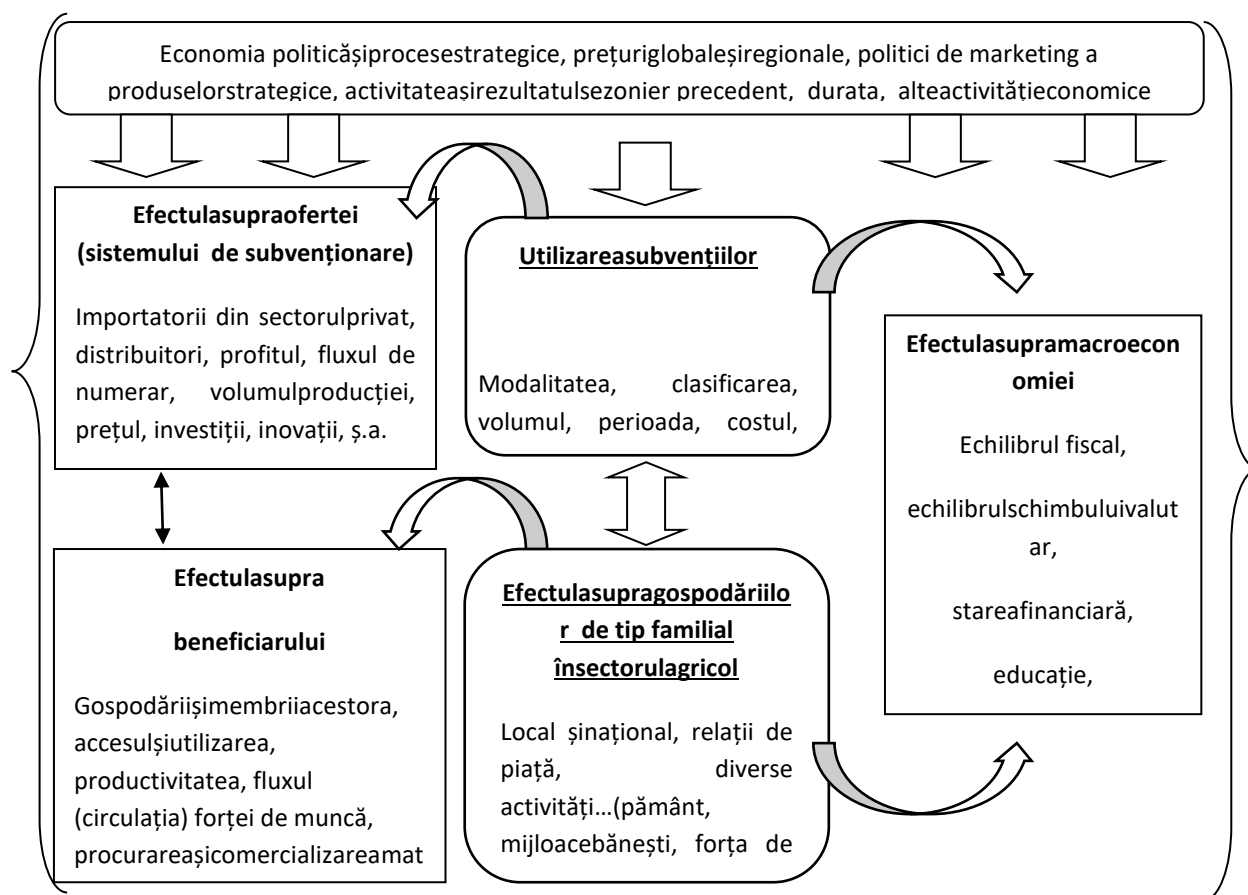 Economia politicășiprocesestrategice, prețuriglobaleșiregionale, politici de marketing a
produselorstrategice, activitateașirezultatulsezonier precedent, durata, alteactivitățieconomice
Efectulasupraofertei
(sistemului de subvenționare)
Importatorii din sectorulprivat,
distribuitori, profitul, fluxul de
numerar, volumulproducției,
prețul, investiții, inovații, ș.a.
Utilizareasubvențiilor
Modalitatea, clasificarea,
volumul, perioada, costul,
Efectulasupramacroecon
omiei
Echilibrul fiscal,
echilibrulschimbuluivalut
ar,
stareafinanciară,
educație,
Efectulasupra
beneficiarului
Gospodăriișimembriiacestora,
accesulșiutilizarea,
productivitatea, fluxul
(circulația) forței de muncă,
procurareașicomercializareamat
Efectulasupragospodăriilo
r de tip familial
însectorulagricol
Local șinațional, relații de
piață, diverse
activități...(pământ,
mijloacebănești, forța de